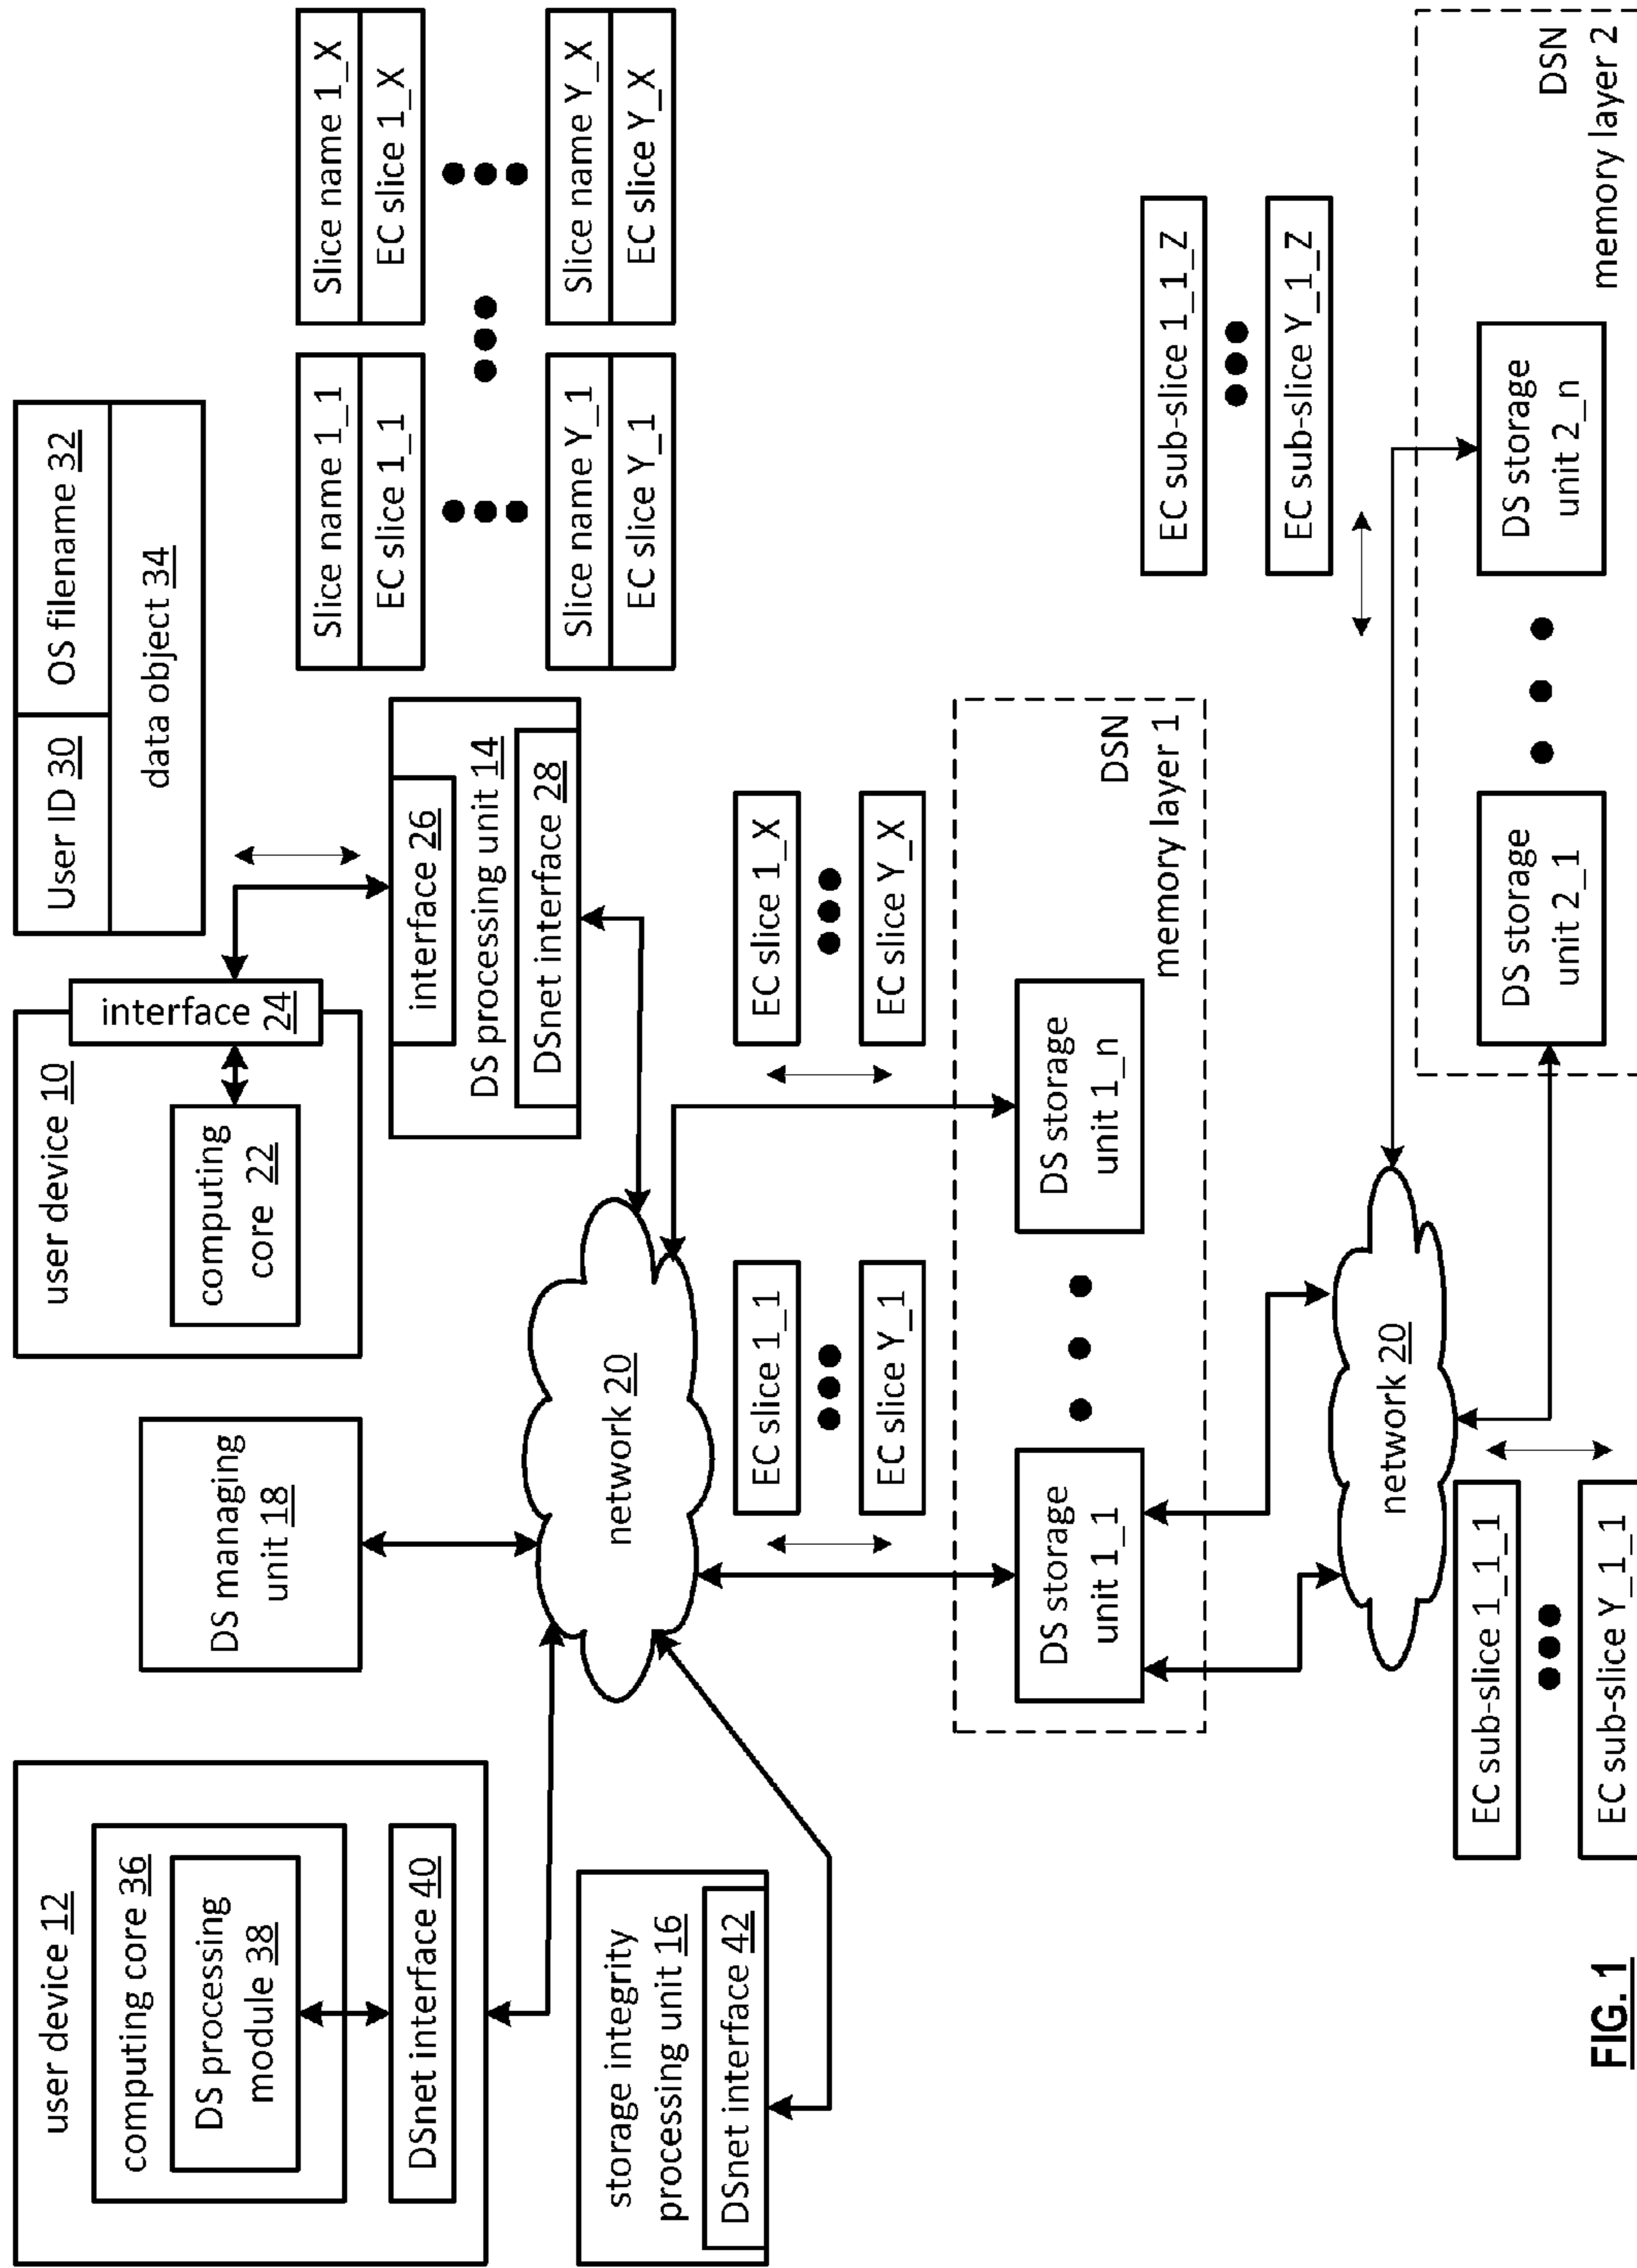 user device 12
computing core 36
DS processing
module 38
DSnet interface 40
DS managing
unit 18
user device 10
computing
core 22
interface 24
User ID 30
OS filename 32
data object 34
interface 26
DS processing unit 14
DSnet interface 28
Slice name 1_1
EC slice 1_1
Slice name 1_X
EC slice 1_X
Slice name Y_1
EC slice Y_1
Slice name Y_X
EC slice Y_X
storage integrity
processing unit 16
DSnet interface 42
network 20
EC slice 1_1
EC slice Y_1
EC slice 1_X
EC slice Y_X
DS storage
unit 1_1
DS storage
unit 1_n
DSN
memory layer 1
network 20
EC sub-slice 1_1_1
EC sub-slice Y_1_1
EC sub-slice 1_1_Z
EC sub-slice Y_1_Z
DS storage
unit 2_1
DS storage
unit 2_n
DSN
memory layer 2
FIG. 1